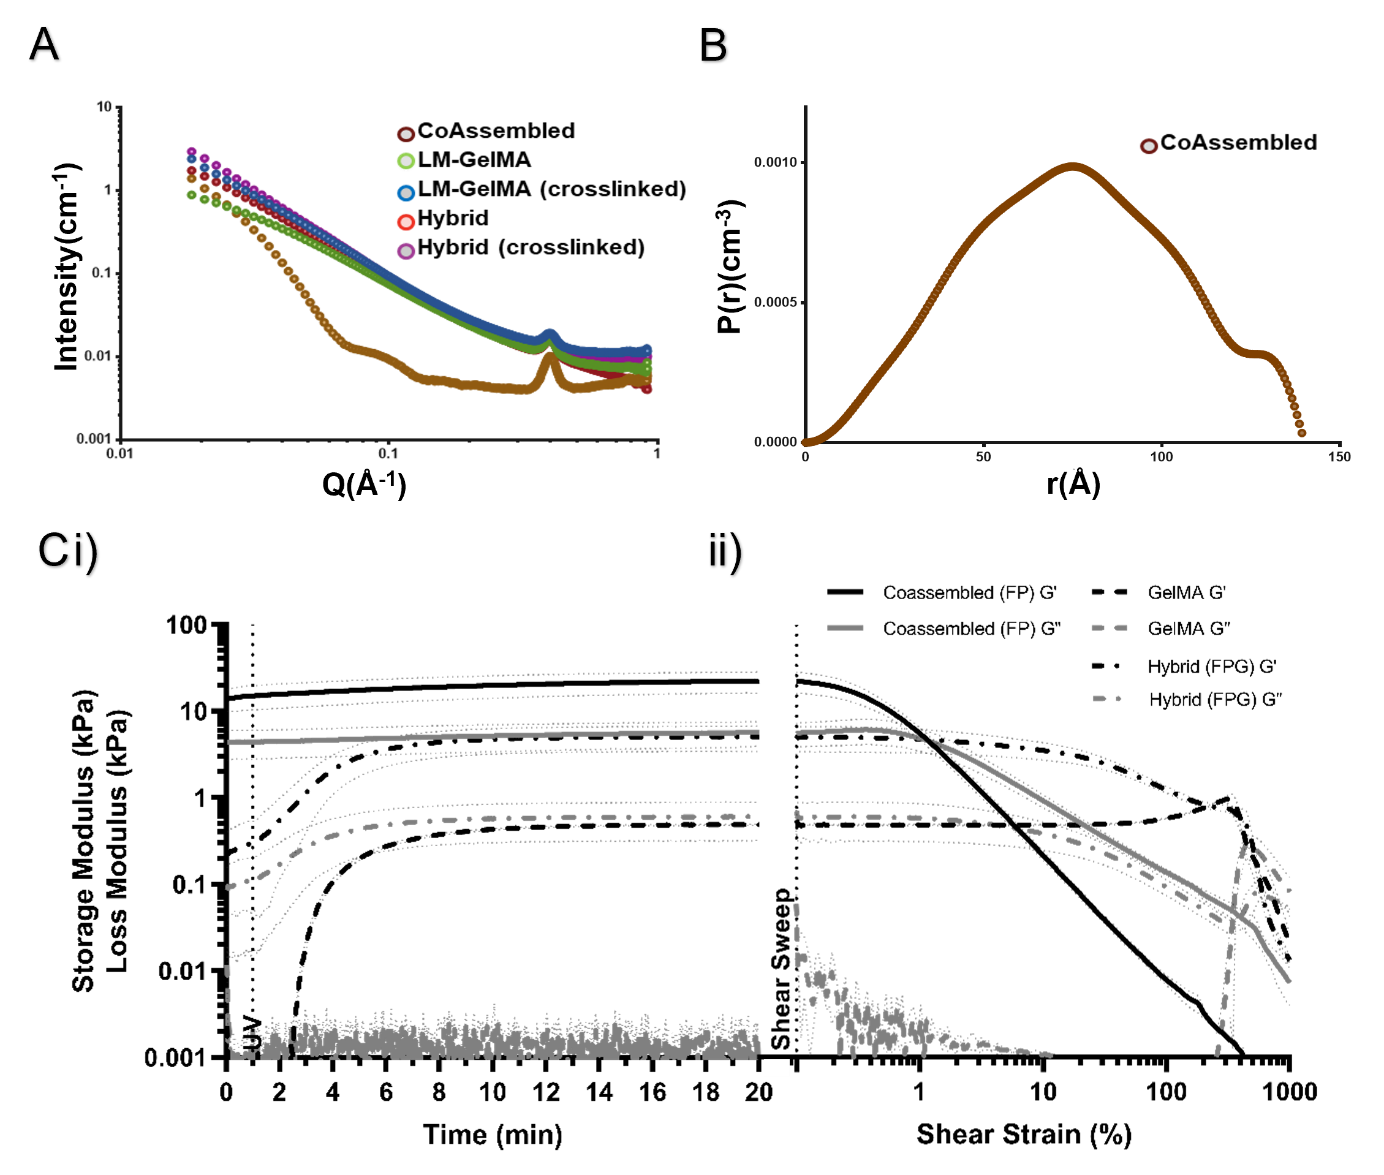 A
B
10
1
0.1
0.01
0.001
0.01
0.1
1
Intensity(cm-1)
Q(Å-1)
CoAssembled
LM-GelMA
LM-GelMA (crosslinked)
Hybrid
Hybrid (crosslinked)
0.0010
0.0005
0.0000
0
50
100
150
P(r)(cm-3)
r(Å)
CoAssembled
Ci)
ii)
Coassembled (FP) G'
Coassembled (FP) G"
GelMA G'
GelMA G"
Hybrid (FPG) G'
Hybrid (FPG) G"
100
10
1
0.1
0.01
0.001
Storage Modulus (kPa)
Loss Modulus (kPa)
UV
Shear Sweep
0 2 4 6 8 10 12 14 16 18 20
1 10 100 1000
Time (min)
Shear Strain (%)